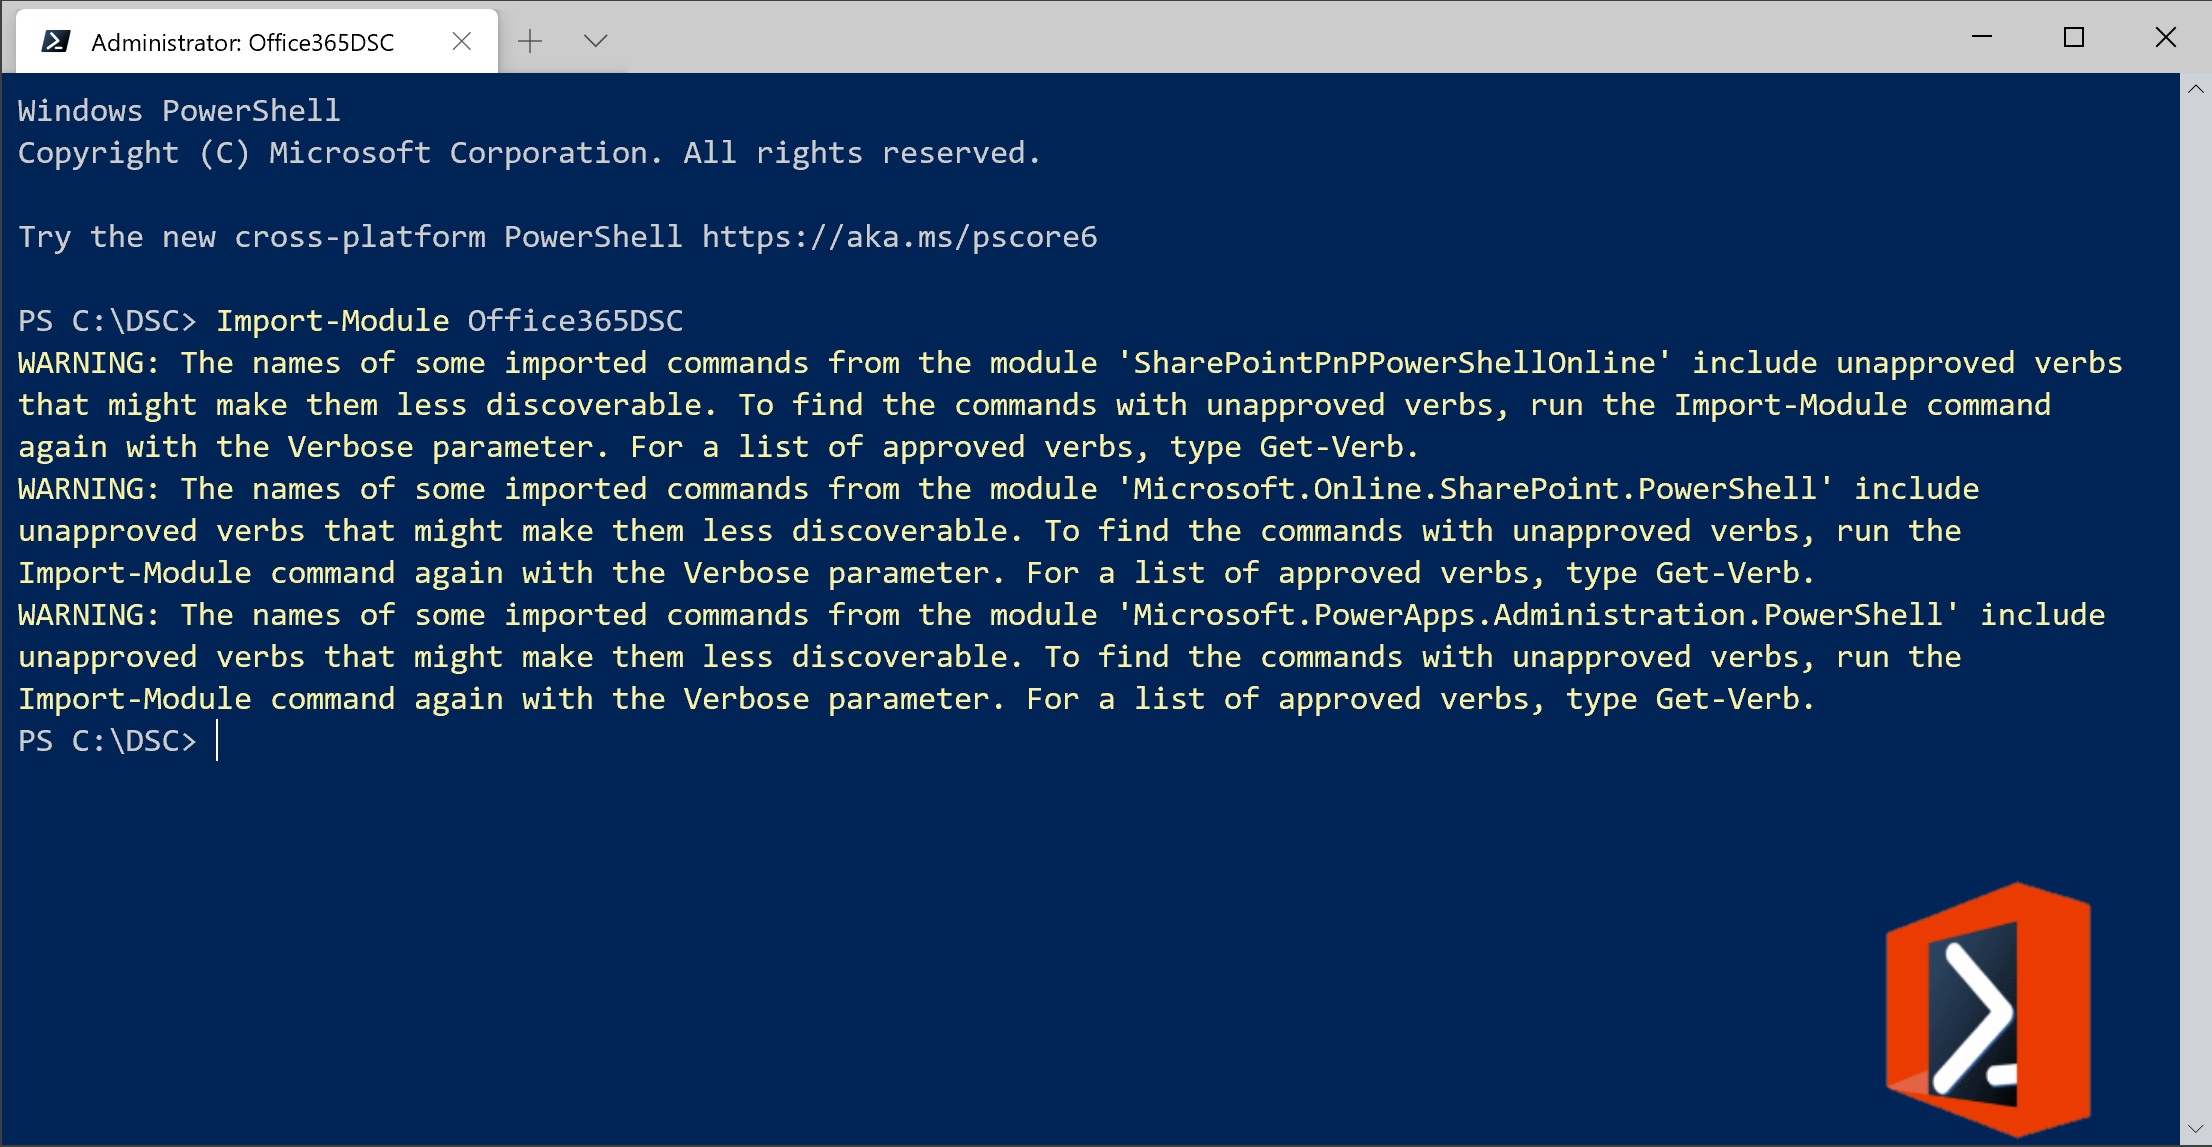 Administrator: Office365DSC
Windows PowerShell
Copyright (C) Microsoft Corporation. All rights reserved.
Try the new cross-platform PowerShell https://aka.ms/pscore6
PS C:\DSC> Import-Module Office365DSC
WARNING: The names of some imported commands from the module 'SharePointPnPPowerShellOnline' include unapproved verbs
that might make them less discoverable. To find the commands with unapproved verbs, run the Import-Module command
again with the Verbose parameter. For a list of approved verbs, type Get-Verb.
WARNING: The names of some imported commands from the module 'Microsoft.Online.SharePoint.PowerShell' include
unapproved verbs that might make them less discoverable. To find the commands with unapproved verbs, run the
Import-Module command again with the Verbose parameter. For a list of approved verbs, type Get-Verb.
WARNING: The names of some imported commands from the module 'Microsoft.PowerApps.Administration.PowerShell' include
unapproved verbs that might make them less discoverable. To find the commands with unapproved verbs, run the
Import-Module command again with the Verbose parameter. For a list of approved verbs, type Get-Verb.
PS C:\DSC>